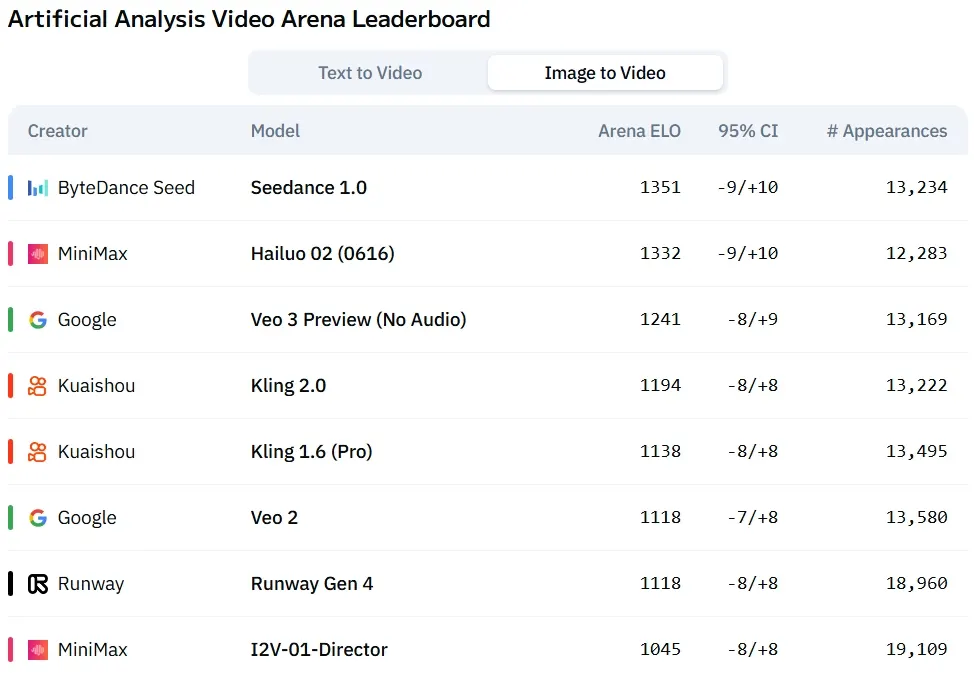 Artificial Analysis Video Arena Leaderboard
Text to Video Image to Video
Creator Model Arena ELO 95% CI # Appearances
ByteDance Seed Seedance 1.0 1351 -9/+10 13,234
MiniMax Hailuo 02 (0616) 1332 -9/+10 12,283
Google Veo 3 Preview (No Audio) 1241 -8/+9 13,169
Kuaishou Kling 2.0 1194 -8/+8 13,222
Kuaishou Kling 1.6 (Pro) 1138 -8/+8 13,495
Google Veo 2 1118 -7/+8 13,580
Runway Runway Gen 4 1118 -8/+8 18,960
MiniMax I2V-01-Director 1045 -8/+8 19,109